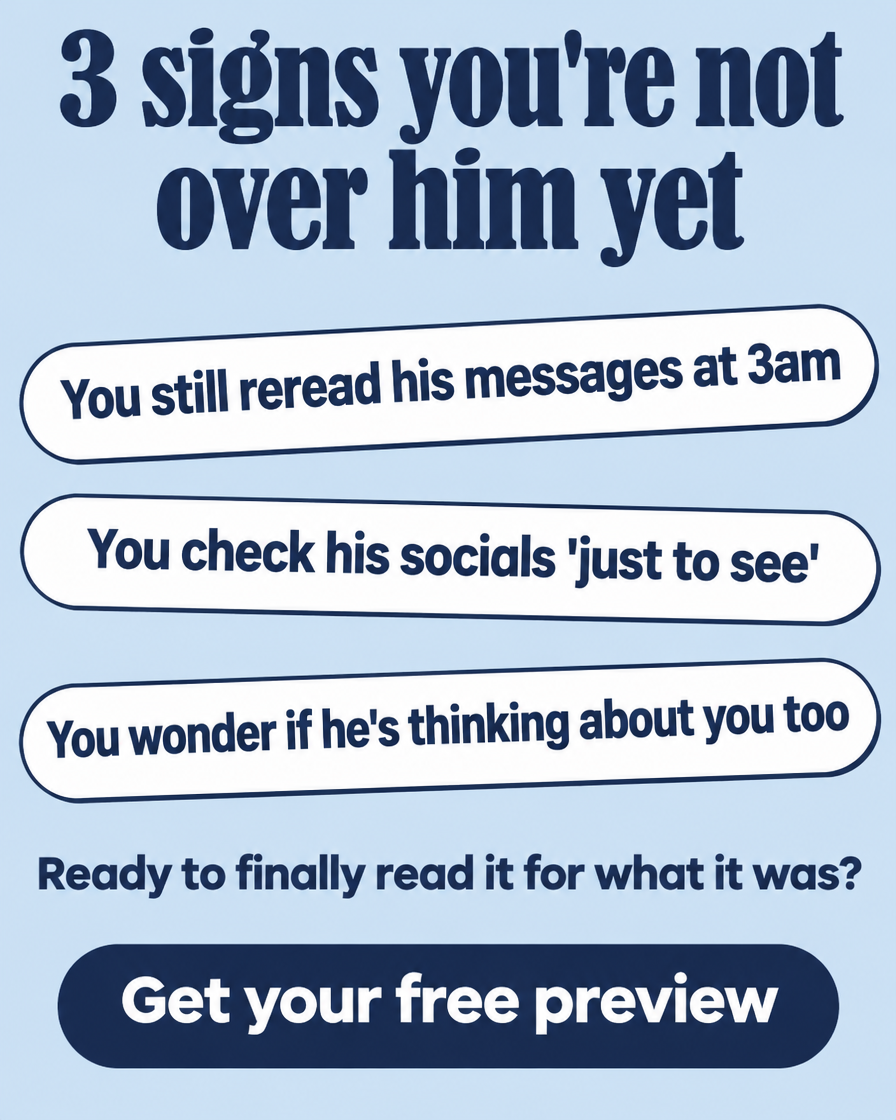 3 signs you're not
over him yet
You still reread his messages at 3am
You check his socials 'just to see'
You wonder if he's thinking about you too
Ready to finally read it for what it was?
Get your free preview